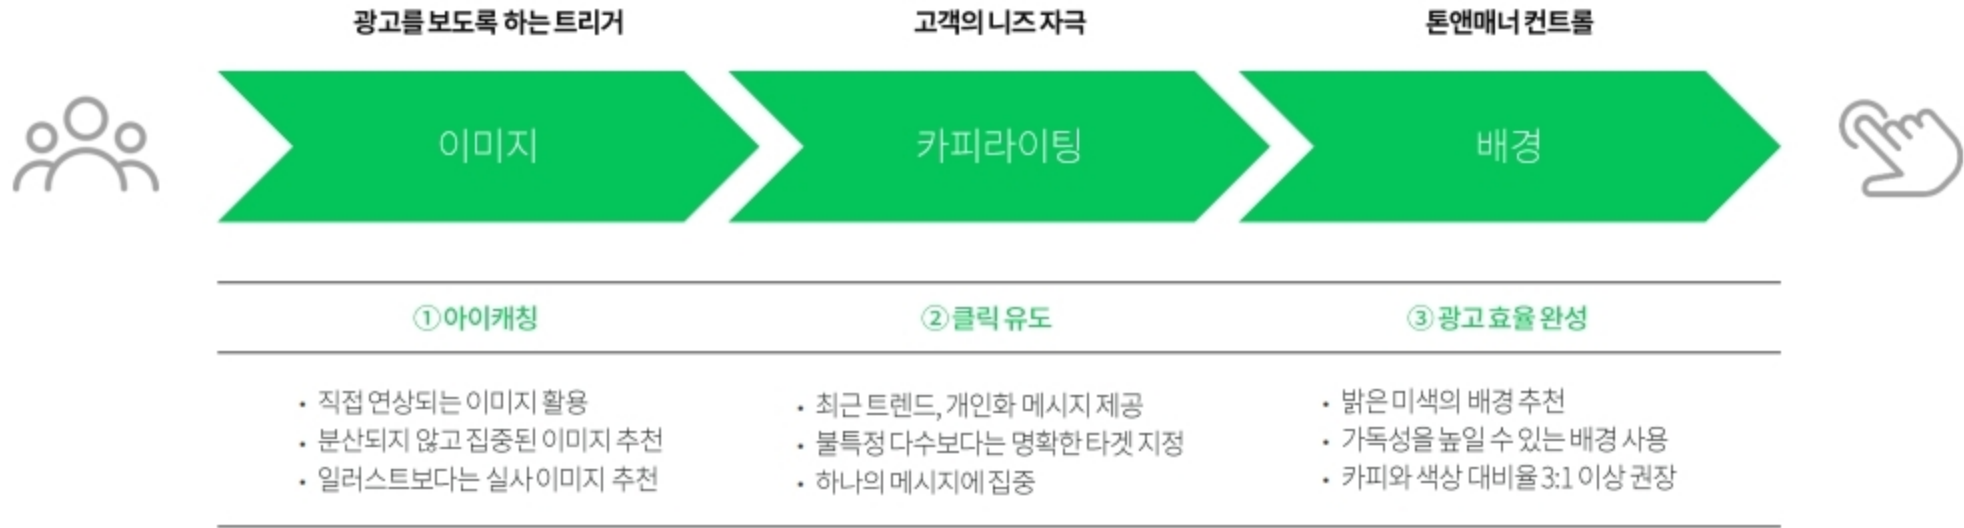 광고를 보도록 하는 트리거
고객의 니즈 자극
톤앤매너 컨트롤
이미지
카피라이팅
배경
① 아이캐칭
② 클릭 유도
③ 광고 효율 완성
• 직접 연상되는 이미지 활용
• 분산되지 않고 집중된 이미지 추천
• 일러스트보다는 실사 이미지 추천
• 최근 트렌드, 개인화 메시지 제공
• 불특정 다수보다는 명확한 타겟 지정
• 하나의 메시지에 집중
• 밝은 미색의 배경 추천
• 가독성을 높일 수 있는 배경 사용
• 카피와 색상 대비율 3:1 이상 권장